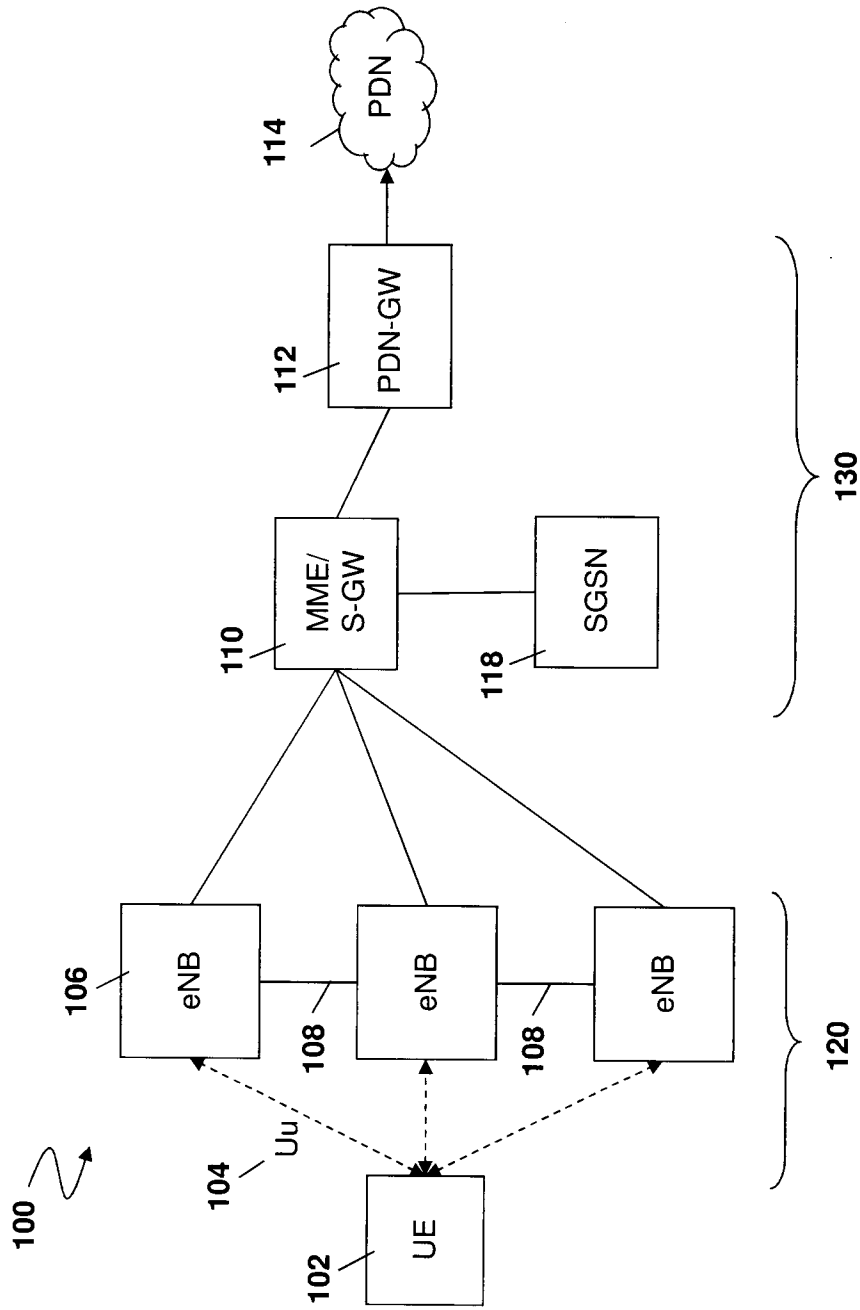 100
102
UE
104
Uu
106
eNB
108
eNB
108
eNB
120
110
MME/
S-GW
118
SGSN
112
PDN-GW
114
PDN
130